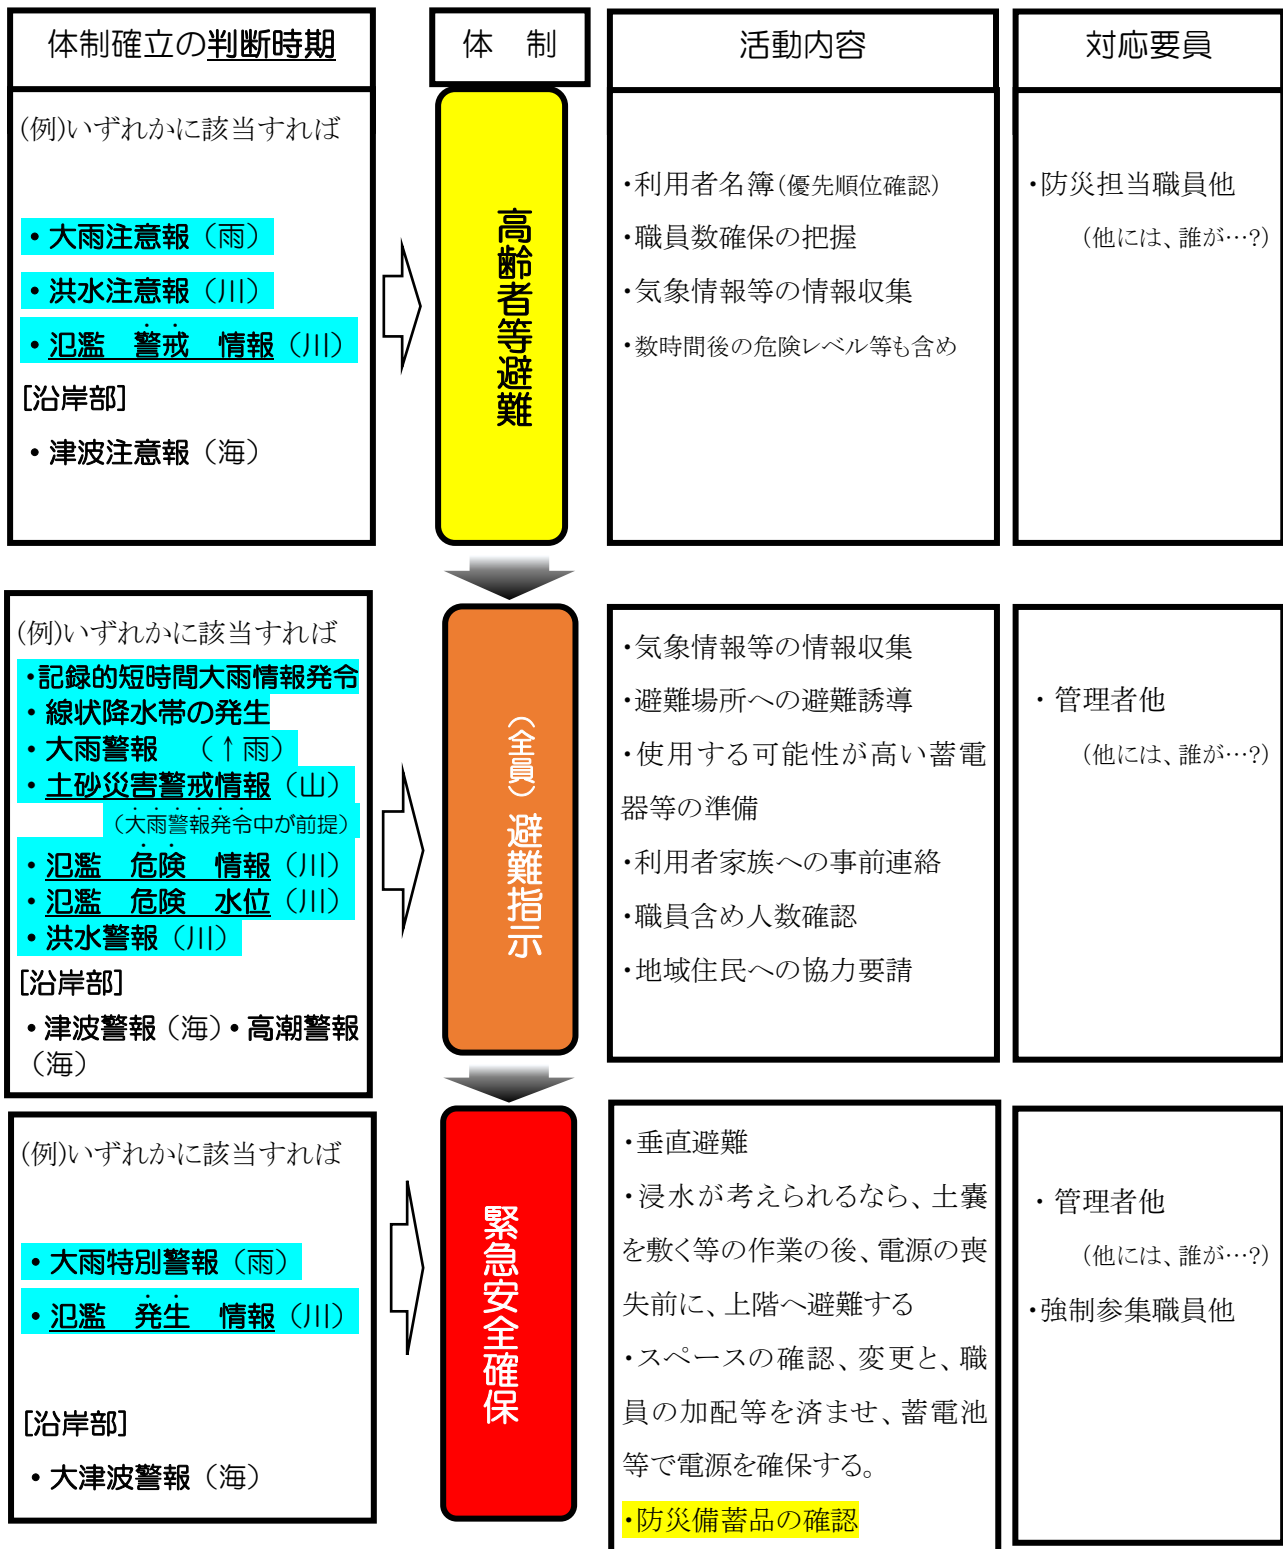 体制確立の判断時期
体　制
活動内容
対応要員
(例)いずれかに該当すれば
・大雨注意報（雨）
・洪水注意報（川）
・氾濫　警戒　情報（川）
[沿岸部]
・津波注意報（海）
高齢者等避難
・利用者名簿（優先順位確認）
・職員数確保の把握
・気象情報等の情報収集
・数時間後の危険レベル等も含め
・防災担当職員他
（他には、誰が…?）
(例)いずれかに該当すれば
・記録的短時間大雨情報発令
・線状降水帯の発生
・大雨警報　（↑雨）
・土砂災害警戒情報（山）
（大雨警報発令中が前提）
・氾濫　危険　情報（川）
・氾濫　危険　水位（川）
・洪水警報（川）
[沿岸部]
・津波警報（海）・高潮警報
（海）
（全員）避難指示
・気象情報等の情報収集
・避難場所への避難誘導
・使用する可能性が高い蓄電
器等の準備
・利用者家族への事前連絡
・職員含め人数確認
・地域住民への協力要請
・管理者他
（他には、誰が…?）
(例)いずれかに該当すれば
・大雨特別警報（雨）
・氾濫　発生　情報（川）
[沿岸部]
・大津波警報（海）
緊急安全確保
・垂直避難
・浸水が考えられるなら、土嚢
を敷く等の作業の後、電源の喪
失前に、上階へ避難する
・スペースの確認、変更と、職
員の加配等を済ませ、蓄電池
等で電源を確保する。
・防災備蓄品の確認
・管理者他
（他には、誰が…?）
・強制参集職員他